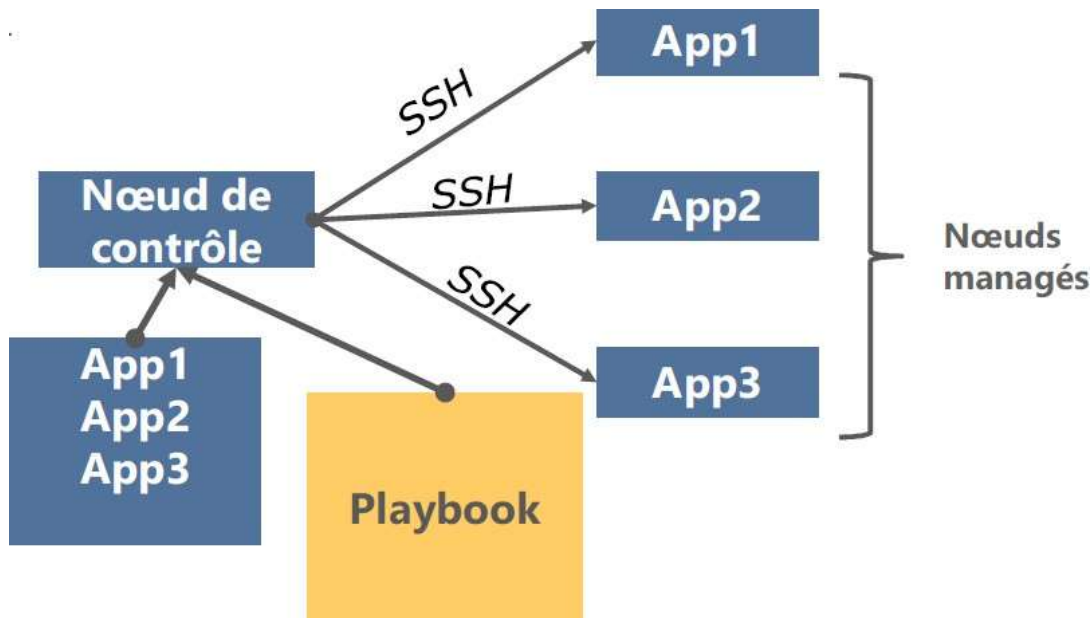 App1
SSH
Nœud de
contrôle
SSH
App2
Nœuds
managés
SSH
App1
App2
App3
App3
Playbook